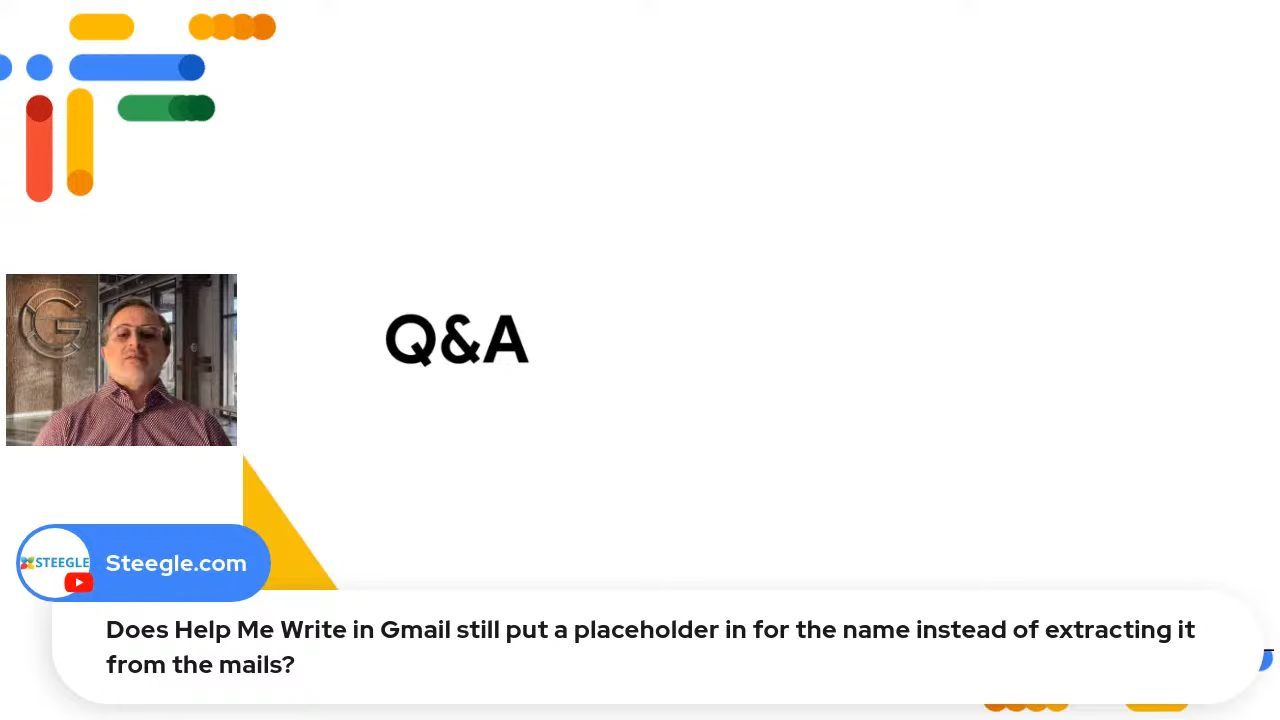 Q&A
STEEGLE
Steegle.com
Does Help Me Write in Gmail still put a placeholder in for the name instead of extracting it
from the mails?